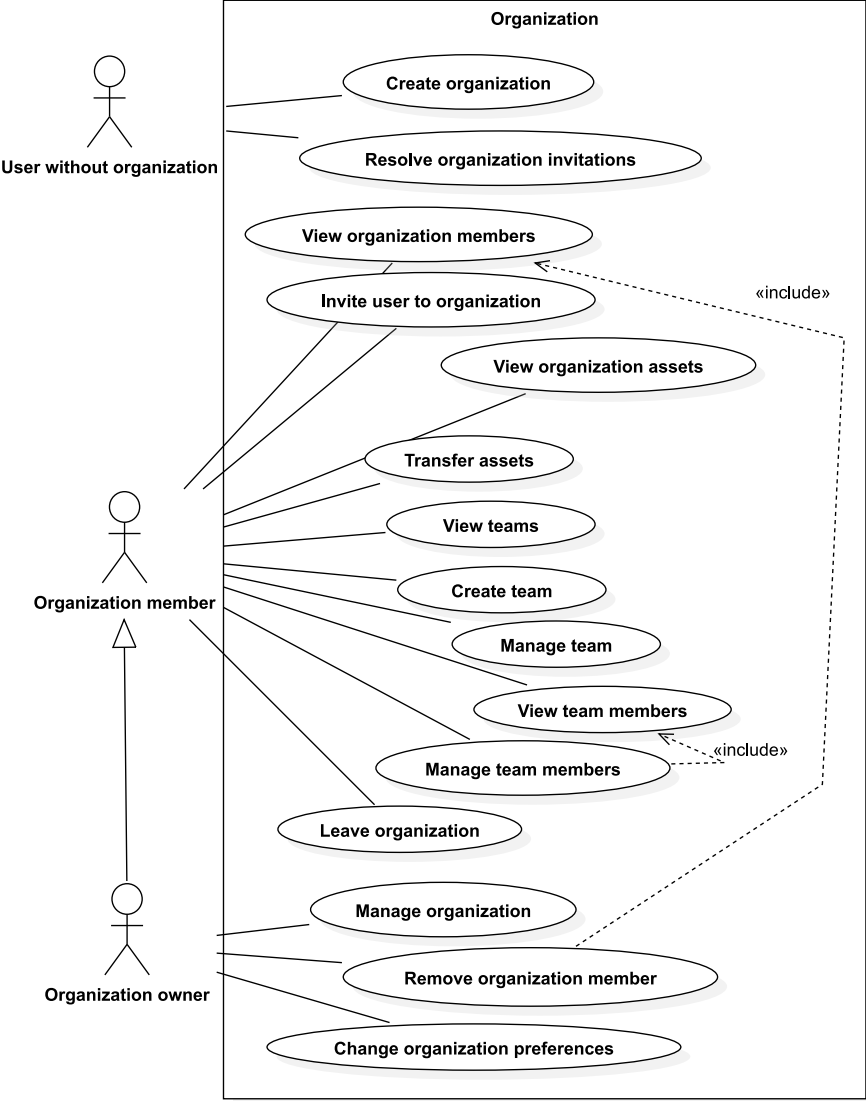 Organization
Create organization
User without organization
Resolve organization invitations
View organization members
Invite user to organization
«include»
View organization assets
Transfer assets
View teams
Create team
Organization member
Manage team
View team members
«include»
Manage team members
Leave organization
Manage organization
Remove organization member
Organization owner
Change organization preferences